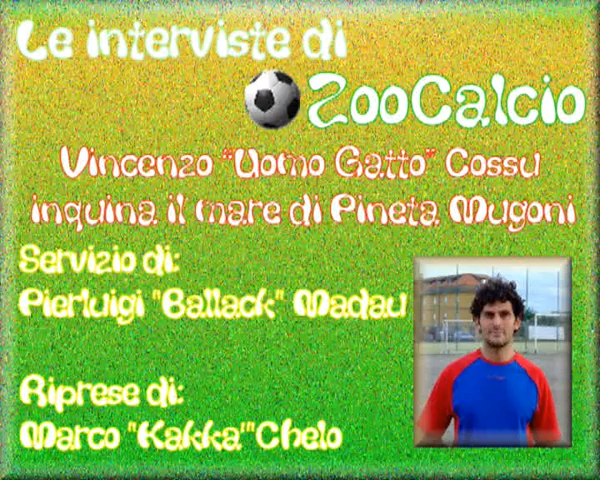 Le interviste di
ZooCalcio
Vincenzo "Uomo Gatto" Cossu
inquina il mare di Pineta Mugoni
Servizio di:
Pierluigi "Ballack" Madau
Riprese di:
Marco "Kakka'"Chelo